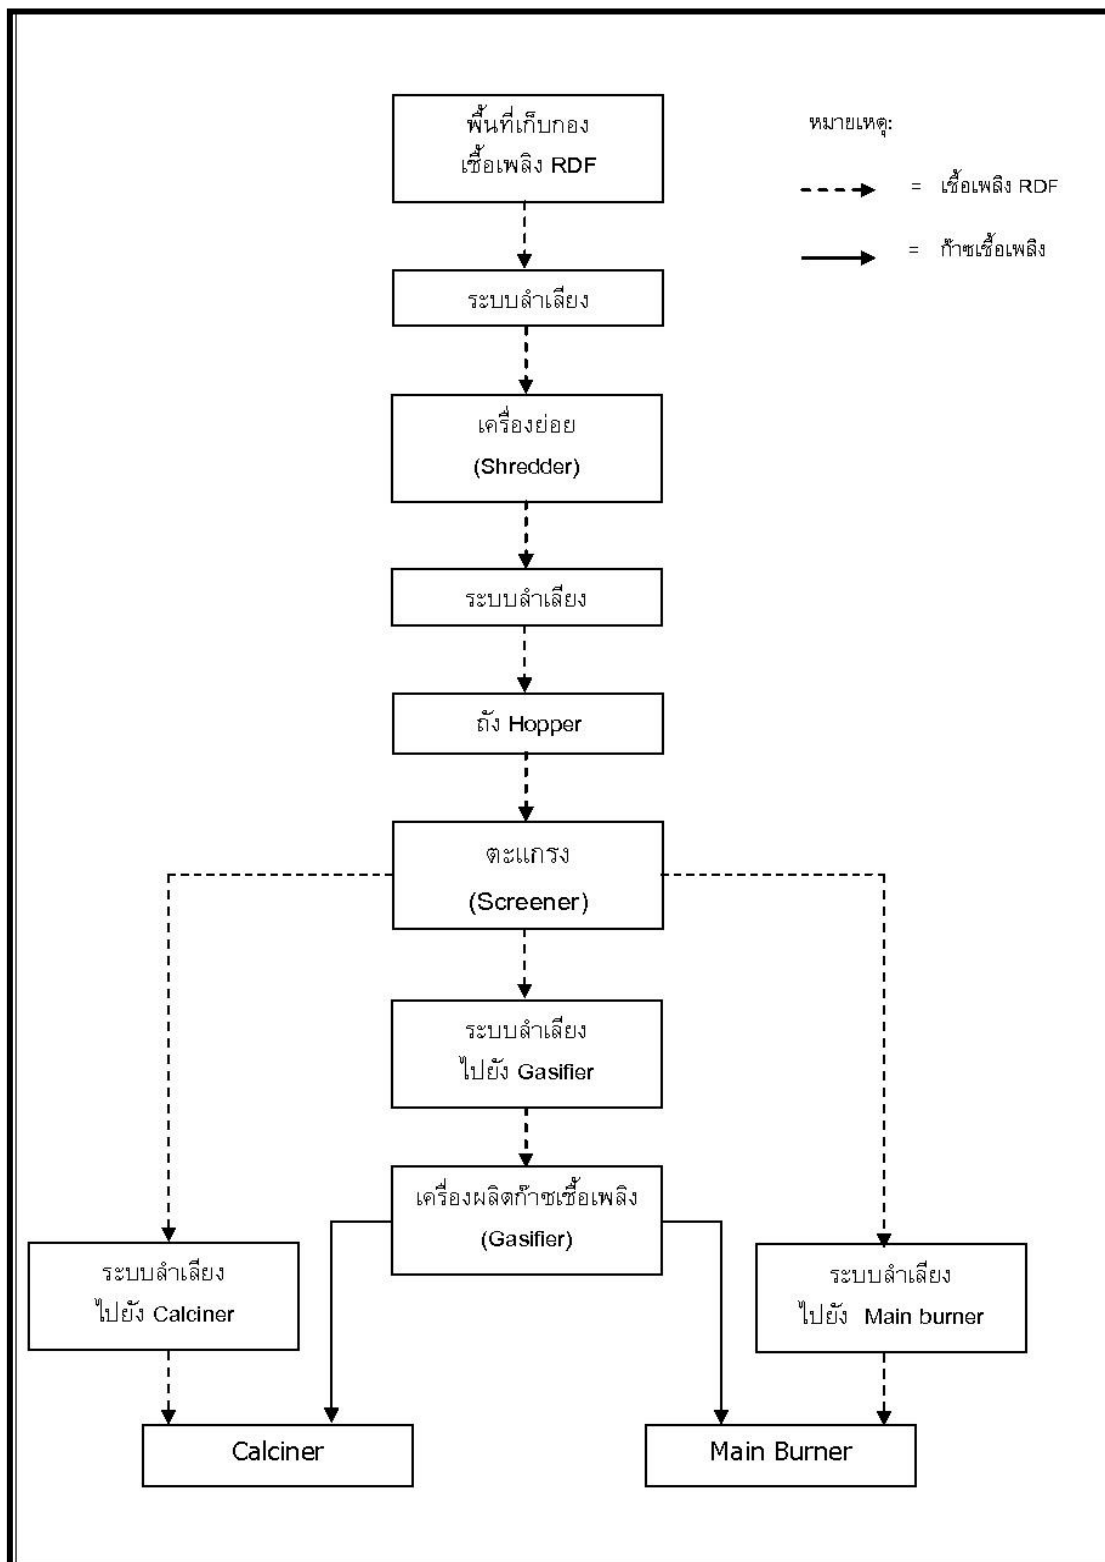 พื้นที่เก็บกอง
เชื้อเพลิง RDF
หมายเหตุ:
= เชื้อเพลิง RDF
= ก๊าซเชื้อเพลิง
ระบบลำเลียง
เครื่องย่อย
(Shredder)
ระบบลำเลียง
ถัง Hopper
ตะแกรง
(Screener)
ระบบลำเลียง
ไปยัง Gasifier
เครื่องผลิตก๊าซเชื้อเพลิง
(Gasifier)
ระบบลำเลียง
ไปยัง Calciner
ระบบลำเลียง
ไปยัง Main burner
Calciner
Main Burner